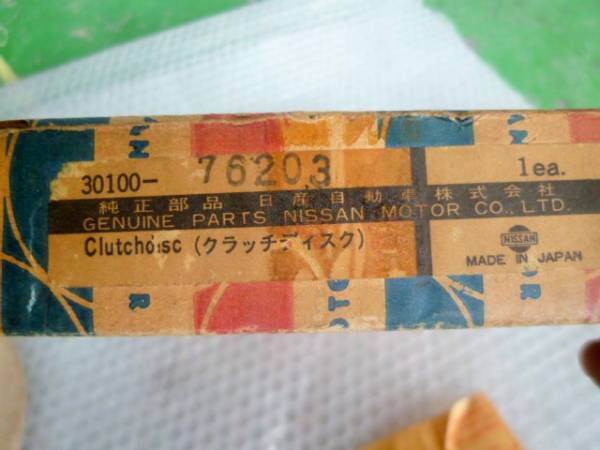 30100- 76203 1ea.
純正部品 日産自動車株式会社
GENUINE PARTS NISSAN MOTOR CO., LTD.
Clutchdisc (クラッチディスク)
NISSAN
MADE IN JAPAN